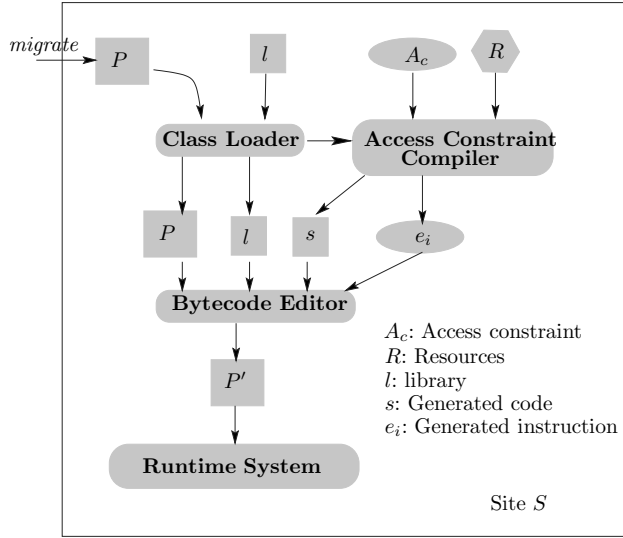 migrate
P
l
A_c
R
Class Loader
Access Constraint
Compiler
P
l
s
e_i
Bytecode Editor
A_c: Access constraint
R: Resources
l: library
s: Generated code
e_i: Generated instruction
P'
Runtime System
Site S